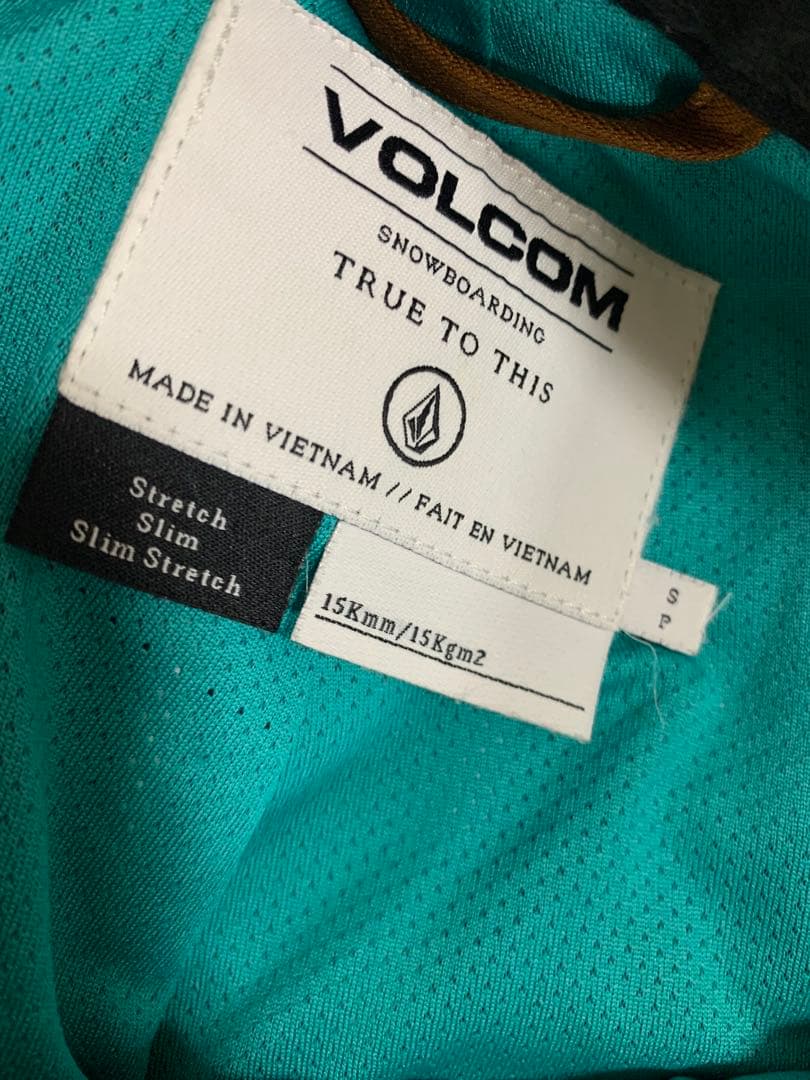 VOLCOM
SNOWBOARDING
TRUE TO THIS
MADE IN VIETNAM // FAIT EN VIETNAM
Stretch
Slim
Slim Stretch
15Kmm/15Kgm2
S
P